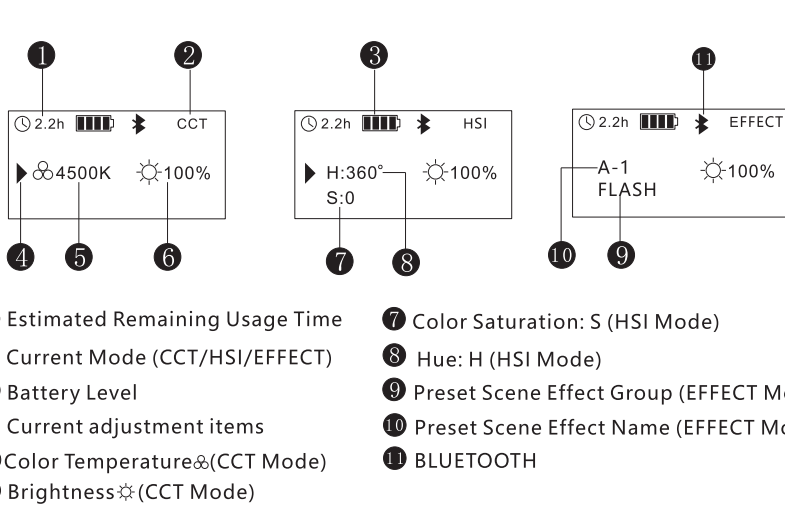 1 2 3 11
2.2h CCT
2.2h HSI
2.2h EFFECT
4500K 100%
H:360° 100%
S:0
A-1 100%
FLASH
4 5 6 7 8 10 9
Estimated Remaining Usage Time
Current Mode (CCT/HSI/EFFECT)
Battery Level
Current adjustment items
Color Temperature (CCT Mode)
Brightness (CCT Mode)
7 Color Saturation: S (HSI Mode)
8 Hue: H (HSI Mode)
9 Preset Scene Effect Group (EFFECT
10 Preset Scene Effect Name (EFFECT
11 BLUETOOTH